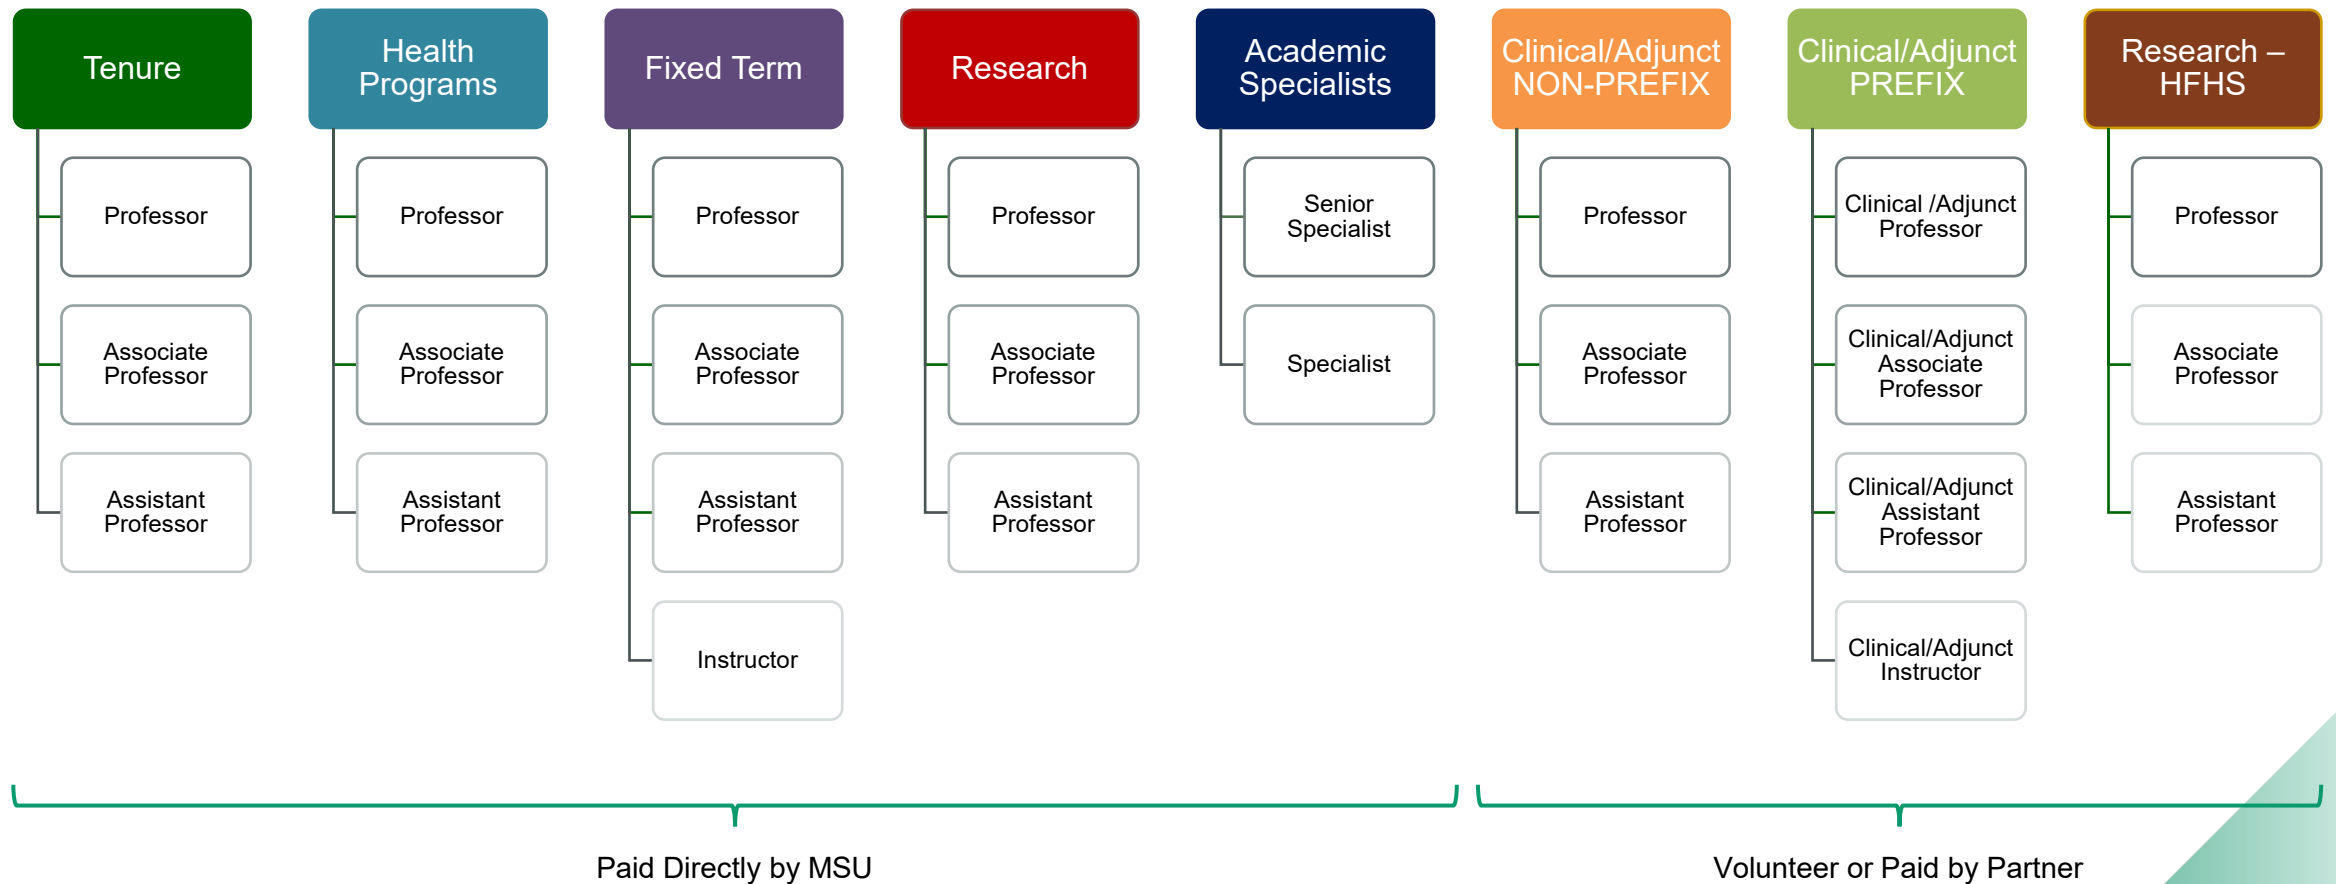 Tenure
Professor
Associate
Professor
Assistant
Professor
Health
Programs
Professor
Associate
Professor
Assistant
Professor
Fixed Term
Professor
Associate
Professor
Assistant
Professor
Instructor
Research
Professor
Associate
Professor
Assistant
Professor
Academic
Specialists
Senior
Specialist
Specialist
Clinical/Adjunct
NON-PREFIX
Professor
Associate
Professor
Assistant
Professor
Clinical/Adjunct
PREFIX
Clinical /Adjunct
Professor
Clinical/Adjunct
Associate
Professor
Clinical/Adjunct
Assistant
Professor
Clinical/Adjunct
Instructor
Research –
HFHS
Professor
Associate
Professor
Assistant
Professor
Paid Directly by MSU
Volunteer or Paid by Partner